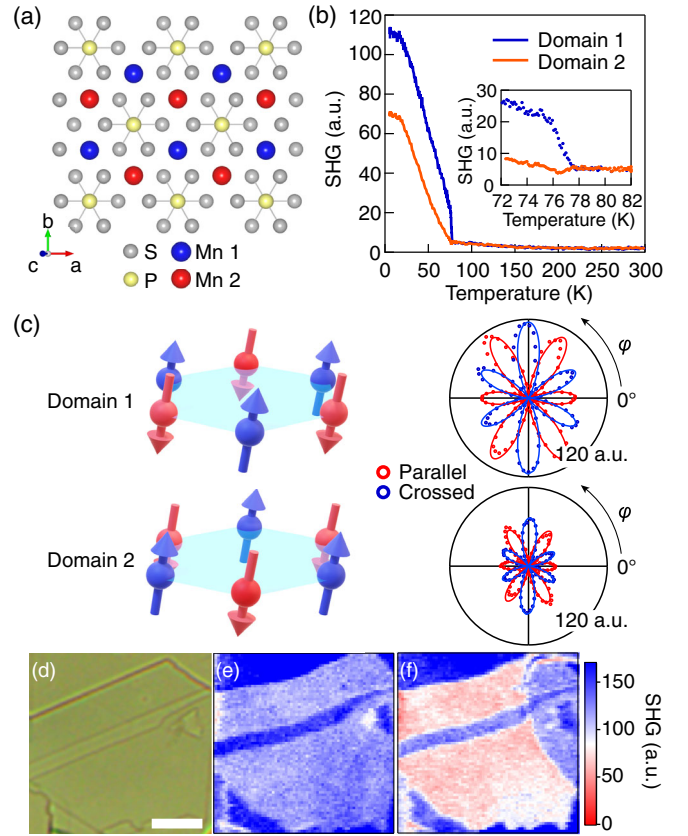 (a)
b
c
a
S
Mn 1
P
Mn 2
(b)
SHG (a.u.)
120
100
80
60
40
20
0
0
50
100
150
200
250
300
Temperature (K)
Domain 1
Domain 2
SHG (a.u.)
30
20
10
0
72
74
76
78
80
82
Temperature (K)
(c)
Domain 1
Domain 2
φ
0°
120 a.u.
Parallel
Crossed
φ
0°
120 a.u.
(d)
(e)
(f)
150
100
50
0
SHG (a.u.)